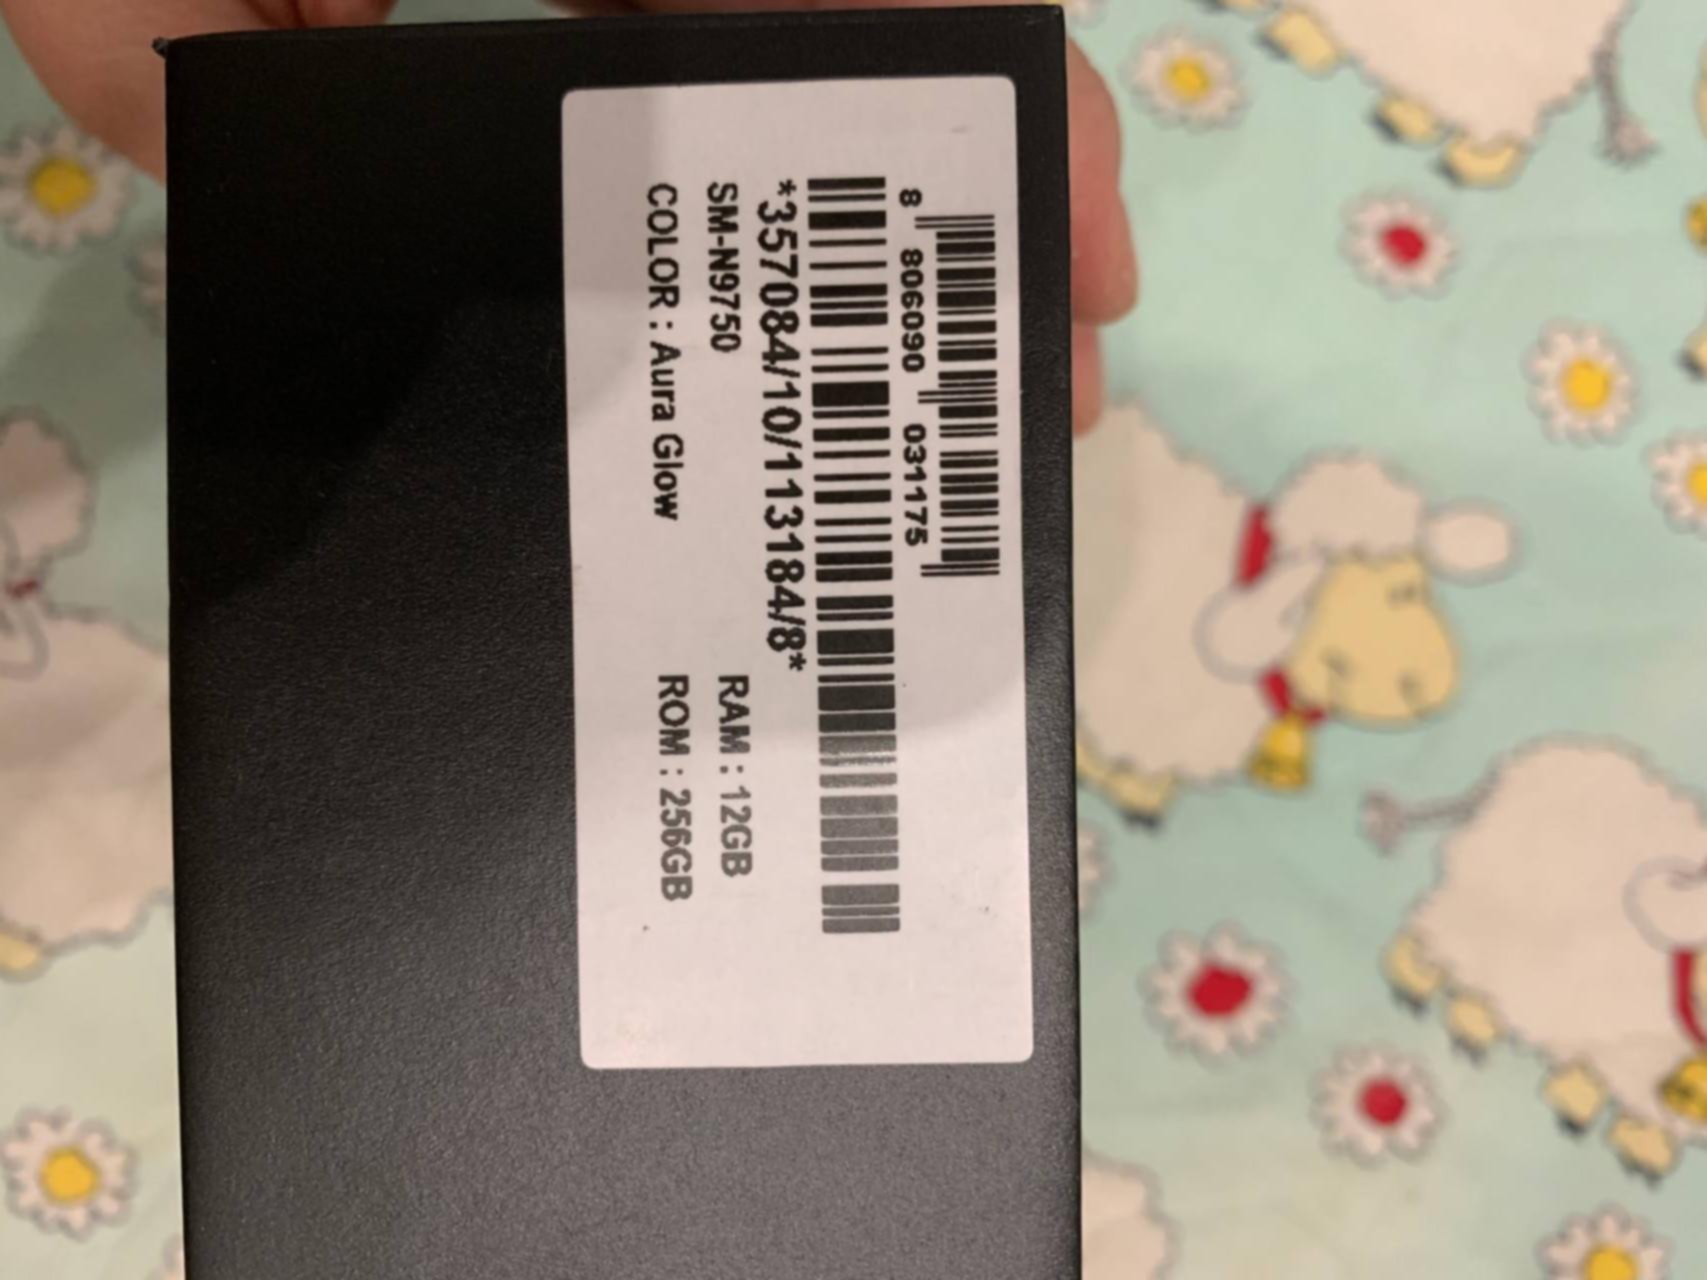 8 806090 031175
*357084/10/113184/8*
SM-N9750 RAM : 12GB
COLOR : Aura Glow ROM : 256GB